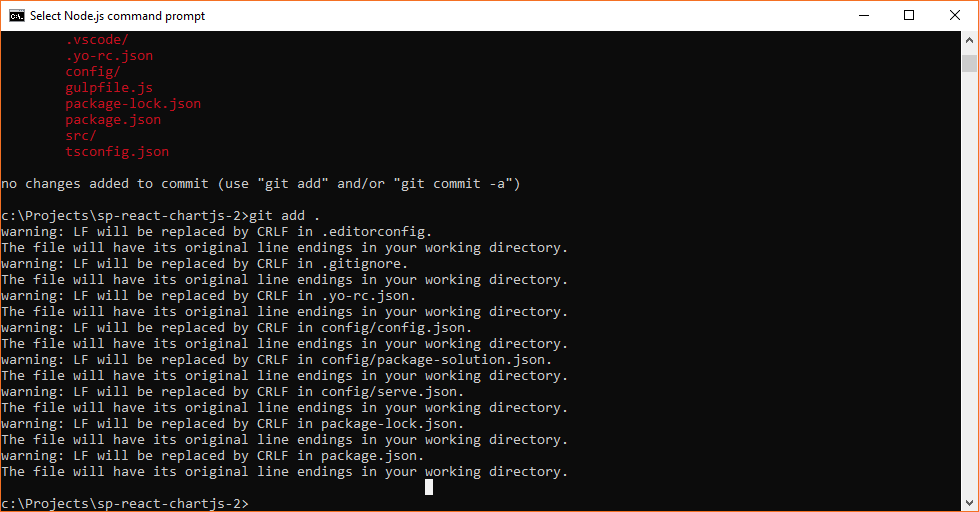 Select Node.js command prompt
.vscode/
.yo-rc.json
config/
gulpfile.js
package-lock.json
package.json
src/
tsconfig.json
no changes added to commit (use "git add" and/or "git commit -a")
c:\Projects\sp-react-chartjs-2>git add .
warning: LF will be replaced by CRLF in .editorconfig.
The file will have its original line endings in your working directory.
warning: LF will be replaced by CRLF in .gitignore.
The file will have its original line endings in your working directory.
warning: LF will be replaced by CRLF in .yo-rc.json.
The file will have its original line endings in your working directory.
warning: LF will be replaced by CRLF in config/config.json.
The file will have its original line endings in your working directory.
warning: LF will be replaced by CRLF in config/package-solution.json.
The file will have its original line endings in your working directory.
warning: LF will be replaced by CRLF in config/serve.json.
The file will have its original line endings in your working directory.
warning: LF will be replaced by CRLF in package-lock.json.
The file will have its original line endings in your working directory.
warning: LF will be replaced by CRLF in package.json.
The file will have its original line endings in your working directory.
c:\Projects\sp-react-chartjs-2>